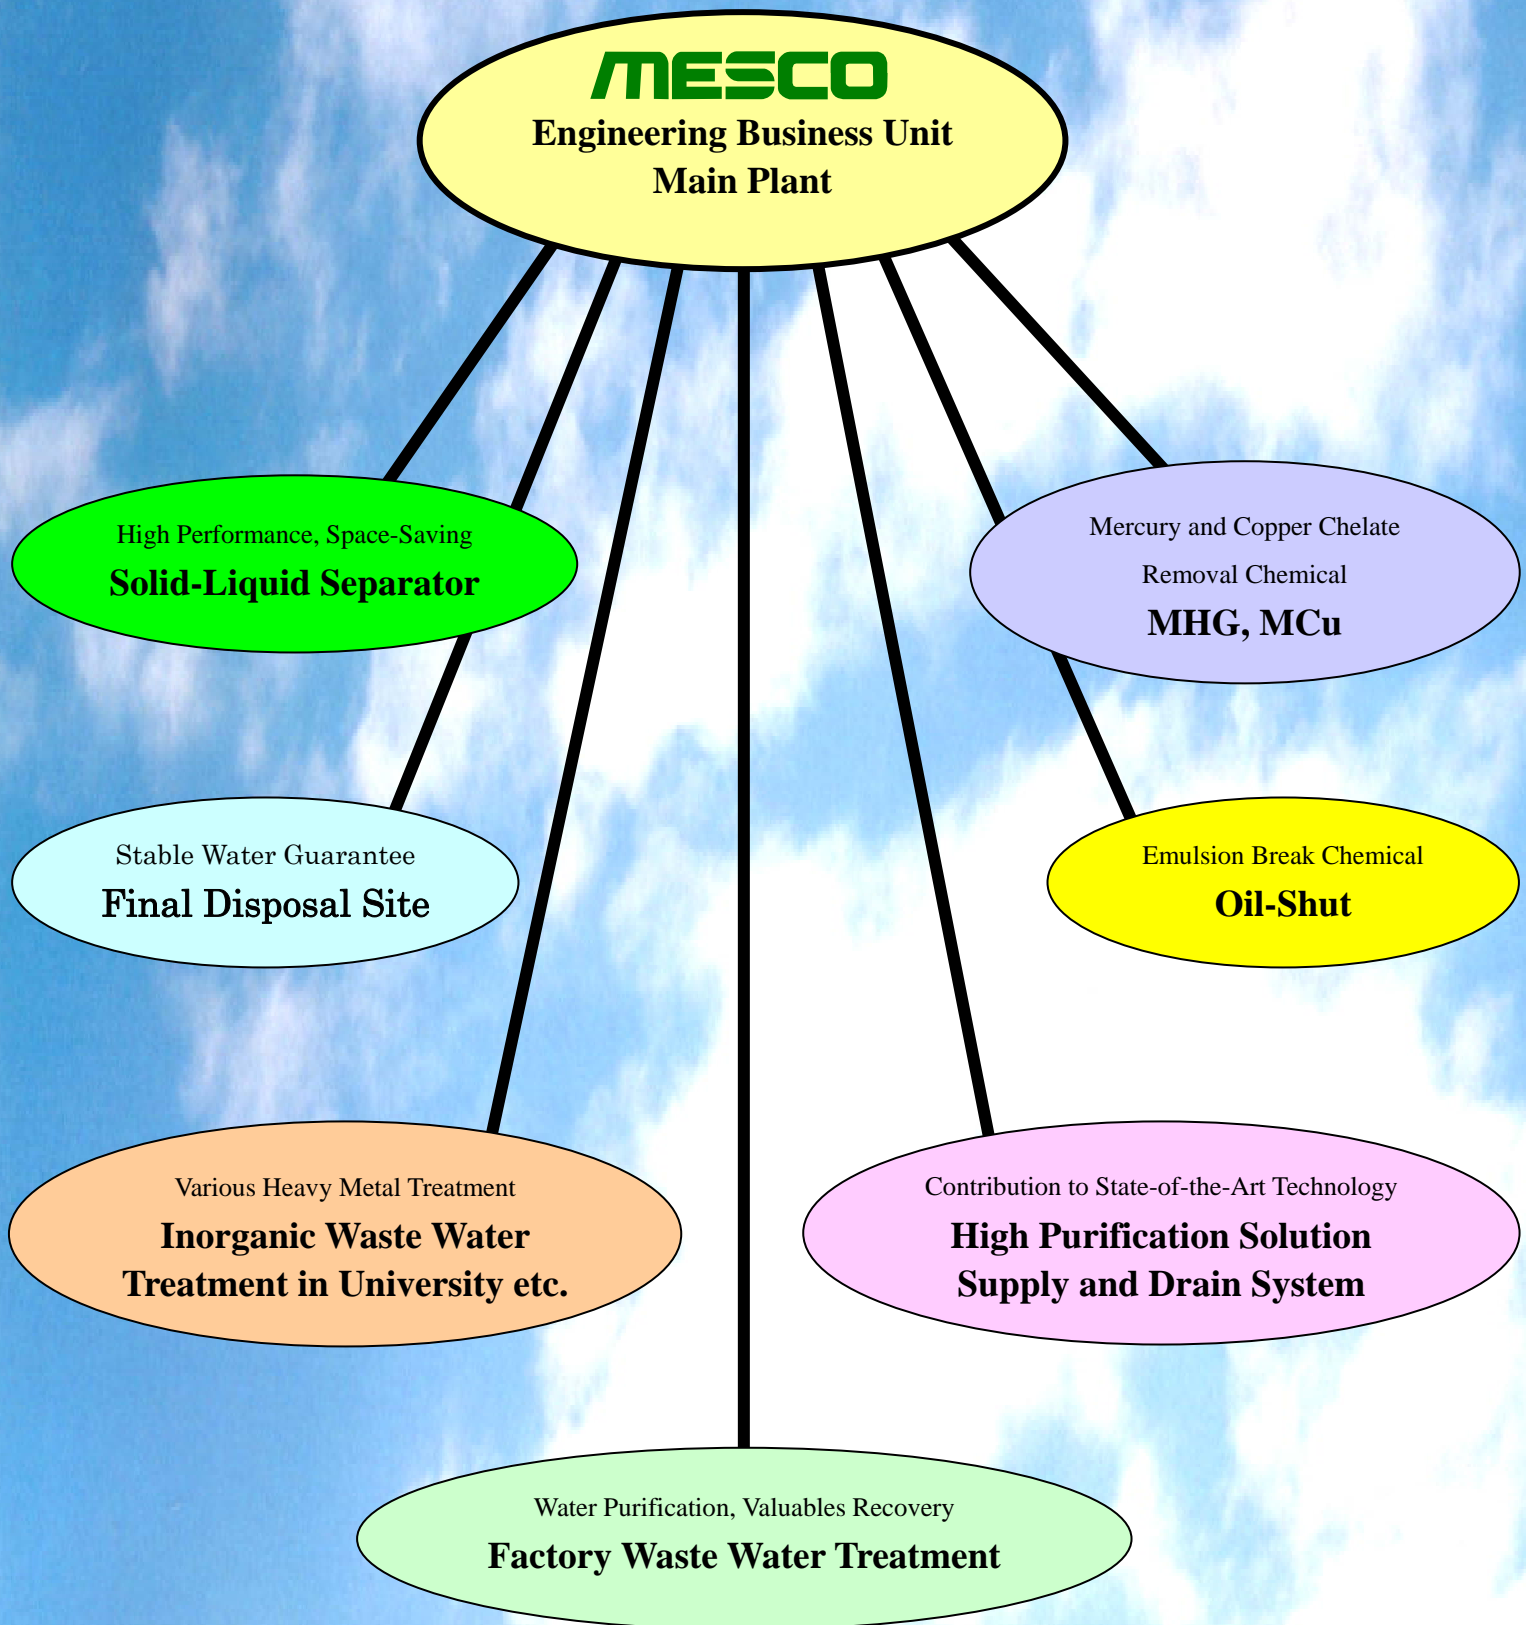 MESCO
Engineering Business Unit
Main Plant
High Performance, Space-Saving
Solid-Liquid Separator
Mercury and Copper Chelate
Removal Chemical
MHG, MCu
Stable Water Guarantee
Final Disposal Site
Emulsion Break Chemical
Oil-Shut
Various Heavy Metal Treatment
Inorganic Waste Water
Treatment in University etc.
Contribution to State-of-the-Art Technology
High Purification Solution
Supply and Drain System
Water Purification, Valuables Recovery
Factory Waste Water Treatment